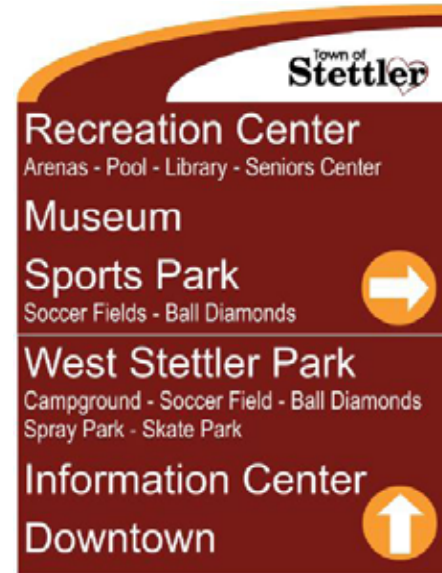 Town of
Stettler
Recreation Center
Arenas - Pool - Library - Seniors Center
Museum
Sports Park
Soccer Fields - Ball Diamonds
West Stettler Park
Campground - Soccer Field - Ball Diamonds
Spray Park - Skate Park
Information Center
Downtown